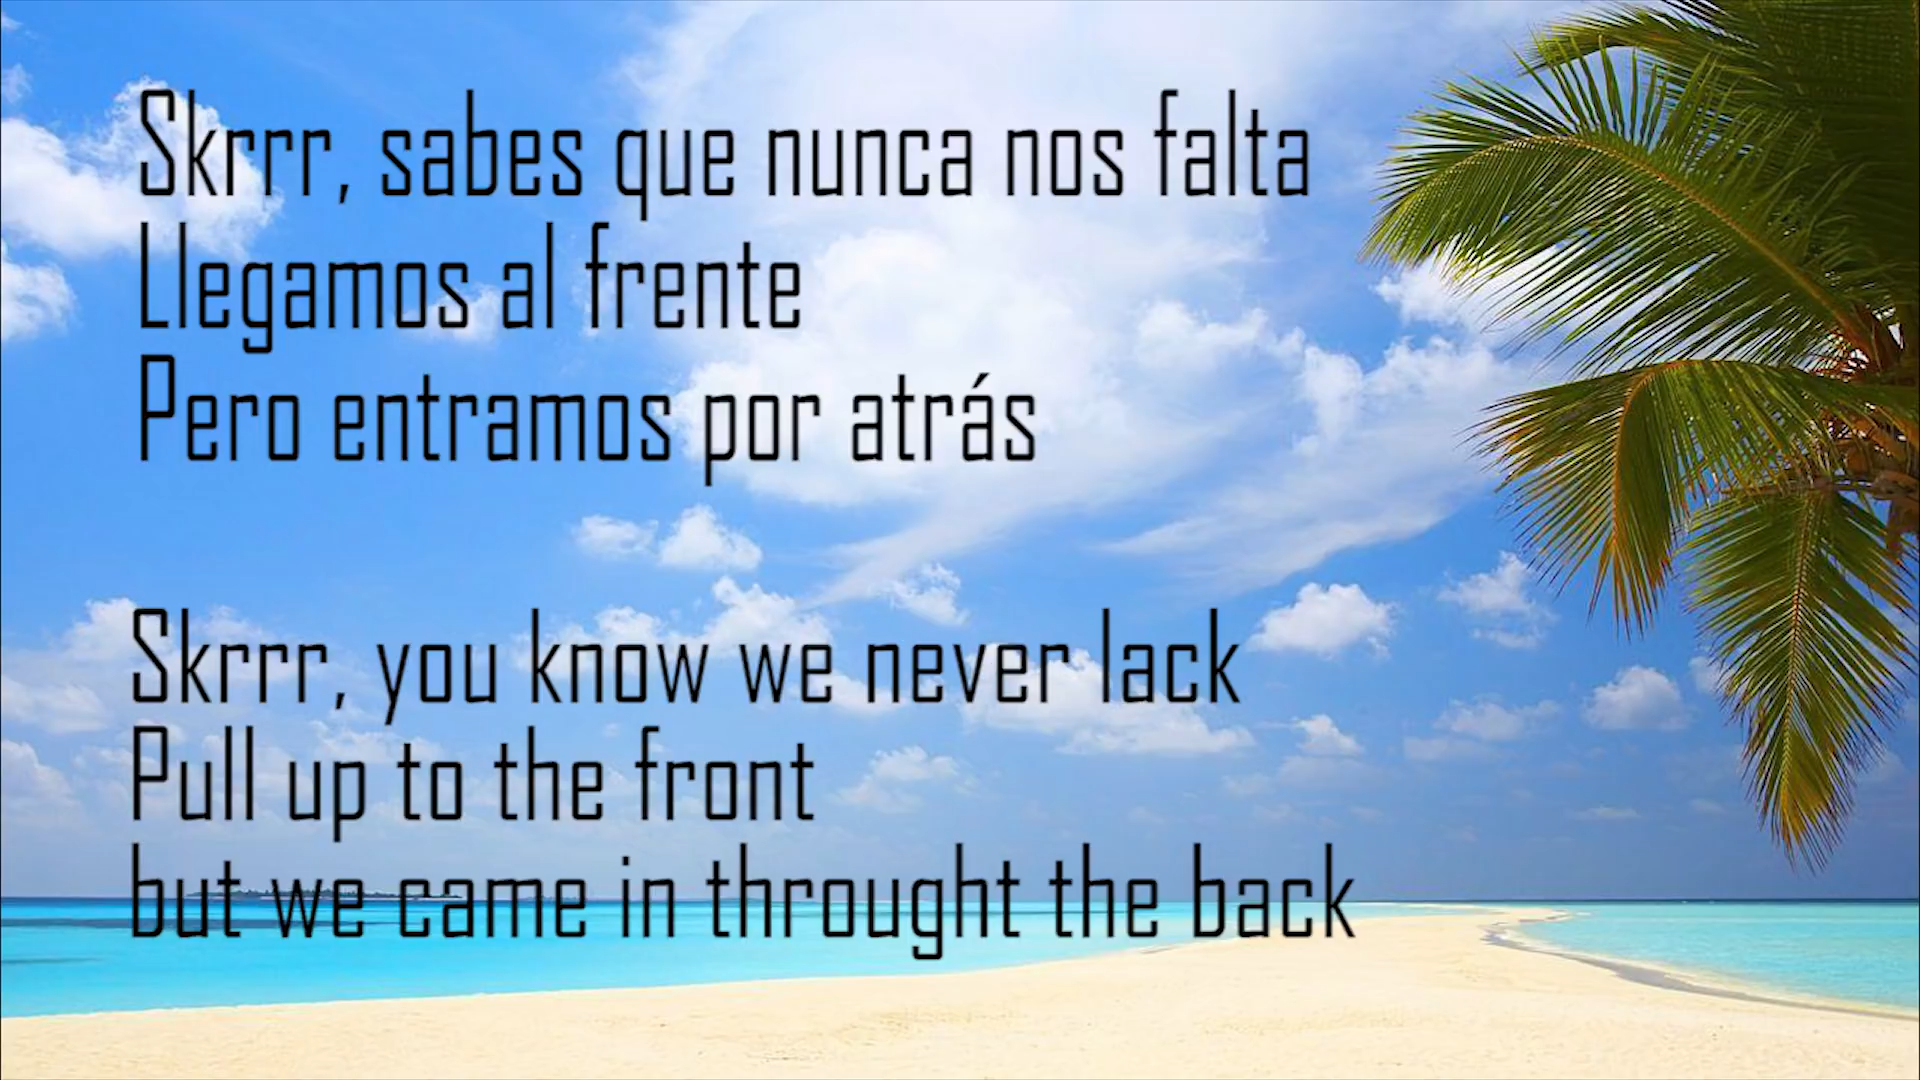 Skrrr, sabes que nunca nos falta
Llegamos al frente
Pero entramos por atrás
Skrrr, you know we never lack
Pull up to the front
but we came in throught the back